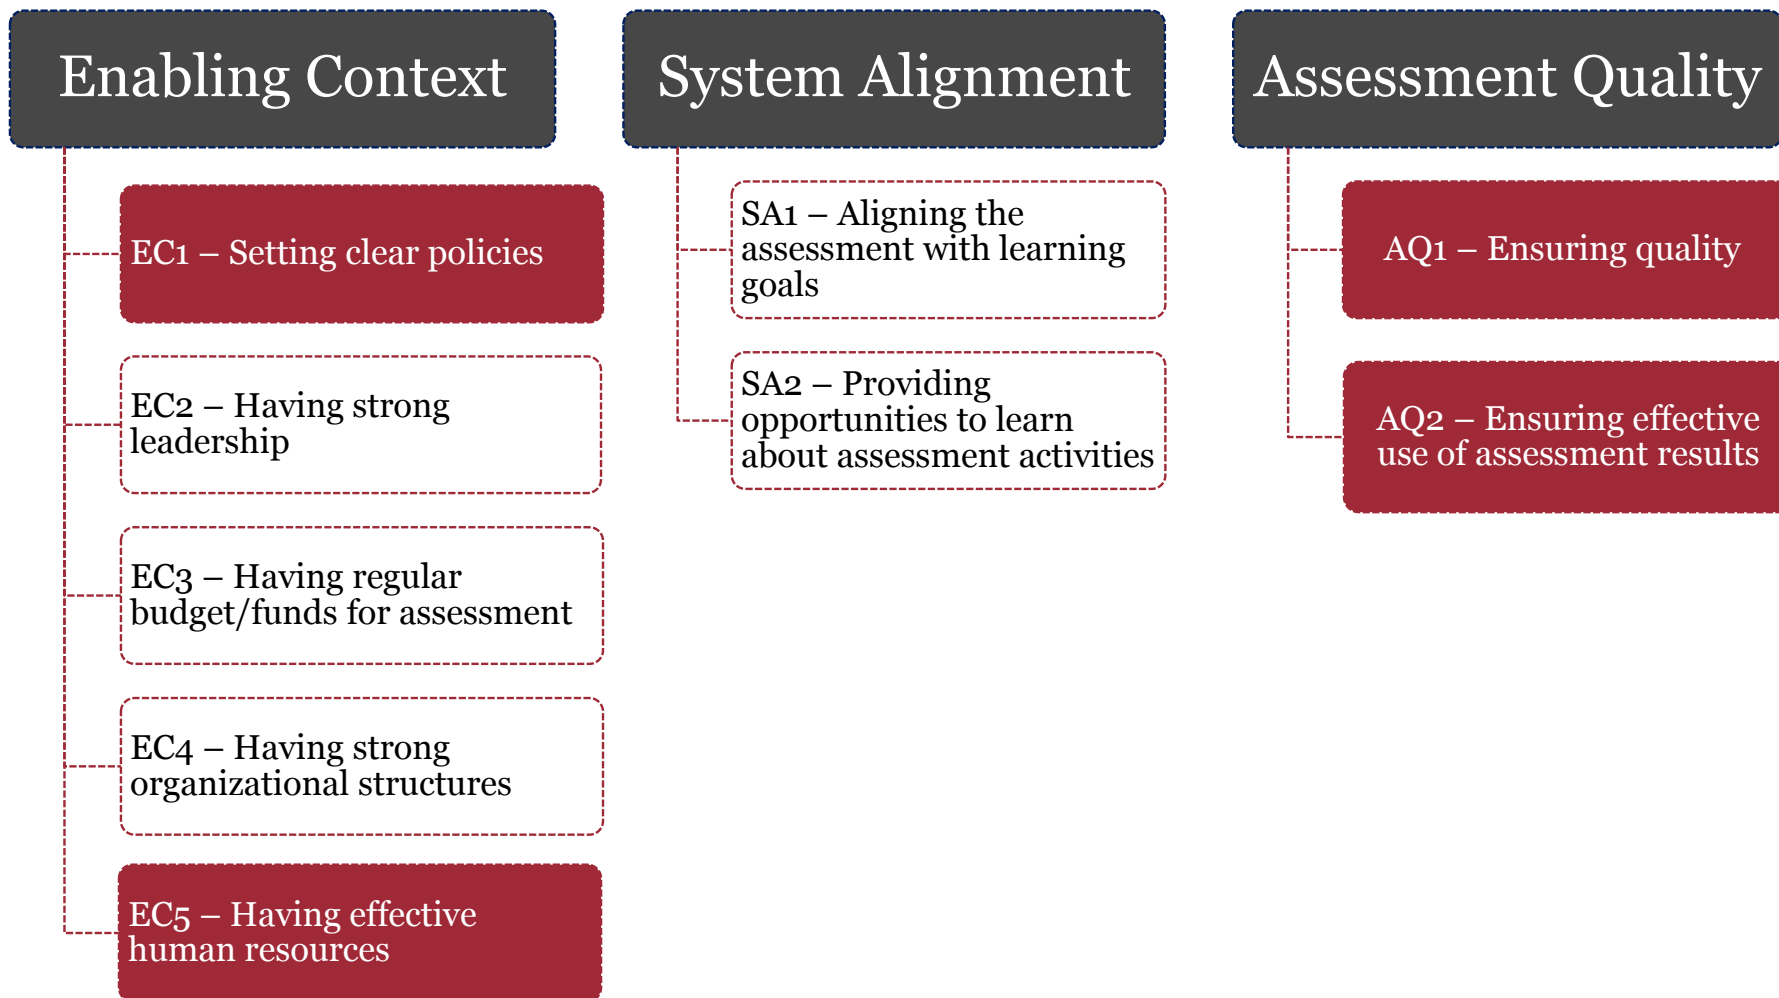 Enabling Context
EC1 – Setting clear policies
EC2 – Having strong
leadership
EC3 – Having regular
budget/funds for assessment
EC4 – Having strong
organizational structures
EC5 – Having effective
human resources
System Alignment
SA1 – Aligning the
assessment with learning
goals
SA2 – Providing
opportunities to learn
about assessment activities
Assessment Quality
AQ1 – Ensuring quality
AQ2 – Ensuring effective
use of assessment results